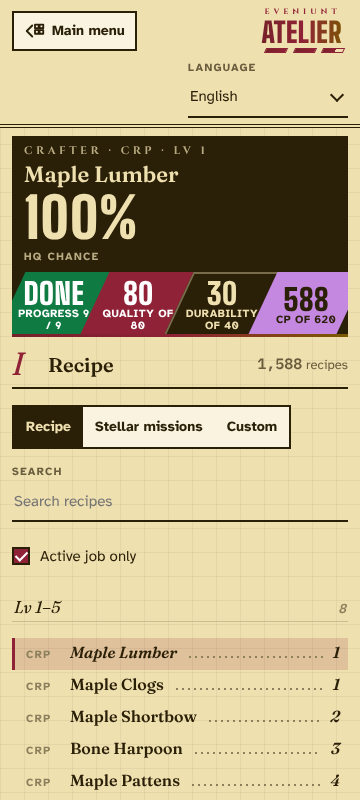 Main menu
EVENIUNT
ATELIER
LANGUAGE
English
CRAFTER · CRP · LV 1
Maple Lumber
100%
HQ CHANCE
DONE
PROGRESS 9
/ 9
80
QUALITY OF
80
30
DURABILITY
OF 40
588
CP OF 620
I Recipe 1,588 recipes
Recipe Stellar missions Custom
SEARCH
Search recipes
Active job only
Lv 1–5 8
CRP Maple Lumber 1
CRP Maple Clogs 1
CRP Maple Shortbow 2
CRP Bone Harpoon 3
CRP Maple Pattens 4